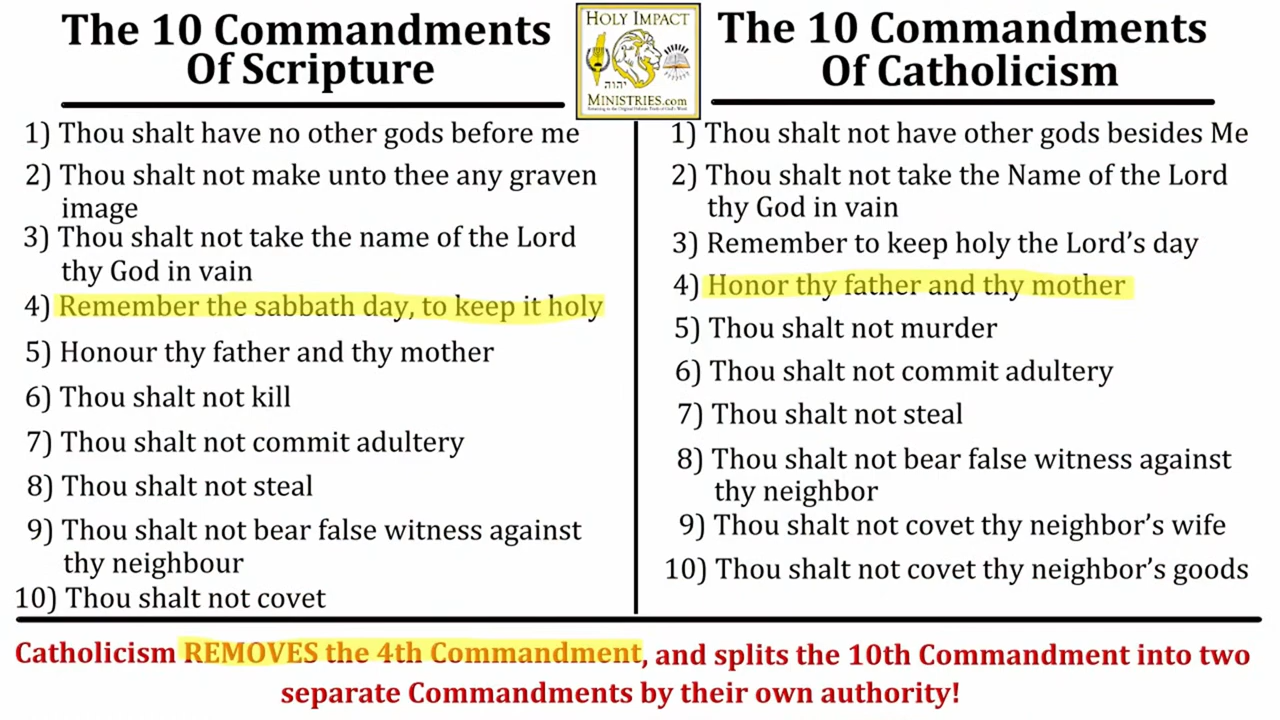 The 10 Commandments
Of Scripture
HOLY IMPACT
יהוה
MINISTRIES.com
The 10 Commandments
Of Catholicism
1) Thou shalt have no other gods before me
2) Thou shalt not make unto thee any graven
image
3) Thou shalt not take the name of the Lord
thy God in vain
4) Remember the sabbath day, to keep it holy
5) Honour thy father and thy mother
6) Thou shalt not kill
7) Thou shalt not commit adultery
8) Thou shalt not steal
9) Thou shalt not bear false witness against
thy neighbour
10) Thou shalt not covet
1) Thou shalt not have other gods besides Me
2) Thou shalt not take the Name of the Lord
thy God in vain
3) Remember to keep holy the Lord's day
4) Honor thy father and thy mother
5) Thou shalt not murder
6) Thou shalt not commit adultery
7) Thou shalt not steal
8) Thou shalt not bear false witness against
thy neighbor
9) Thou shalt not covet thy neighbor's wife
10) Thou shalt not covet thy neighbor's goods
Catholicism REMOVES the 4th Commandment, and splits the 10th Commandment into two
separate Commandments by their own authority!